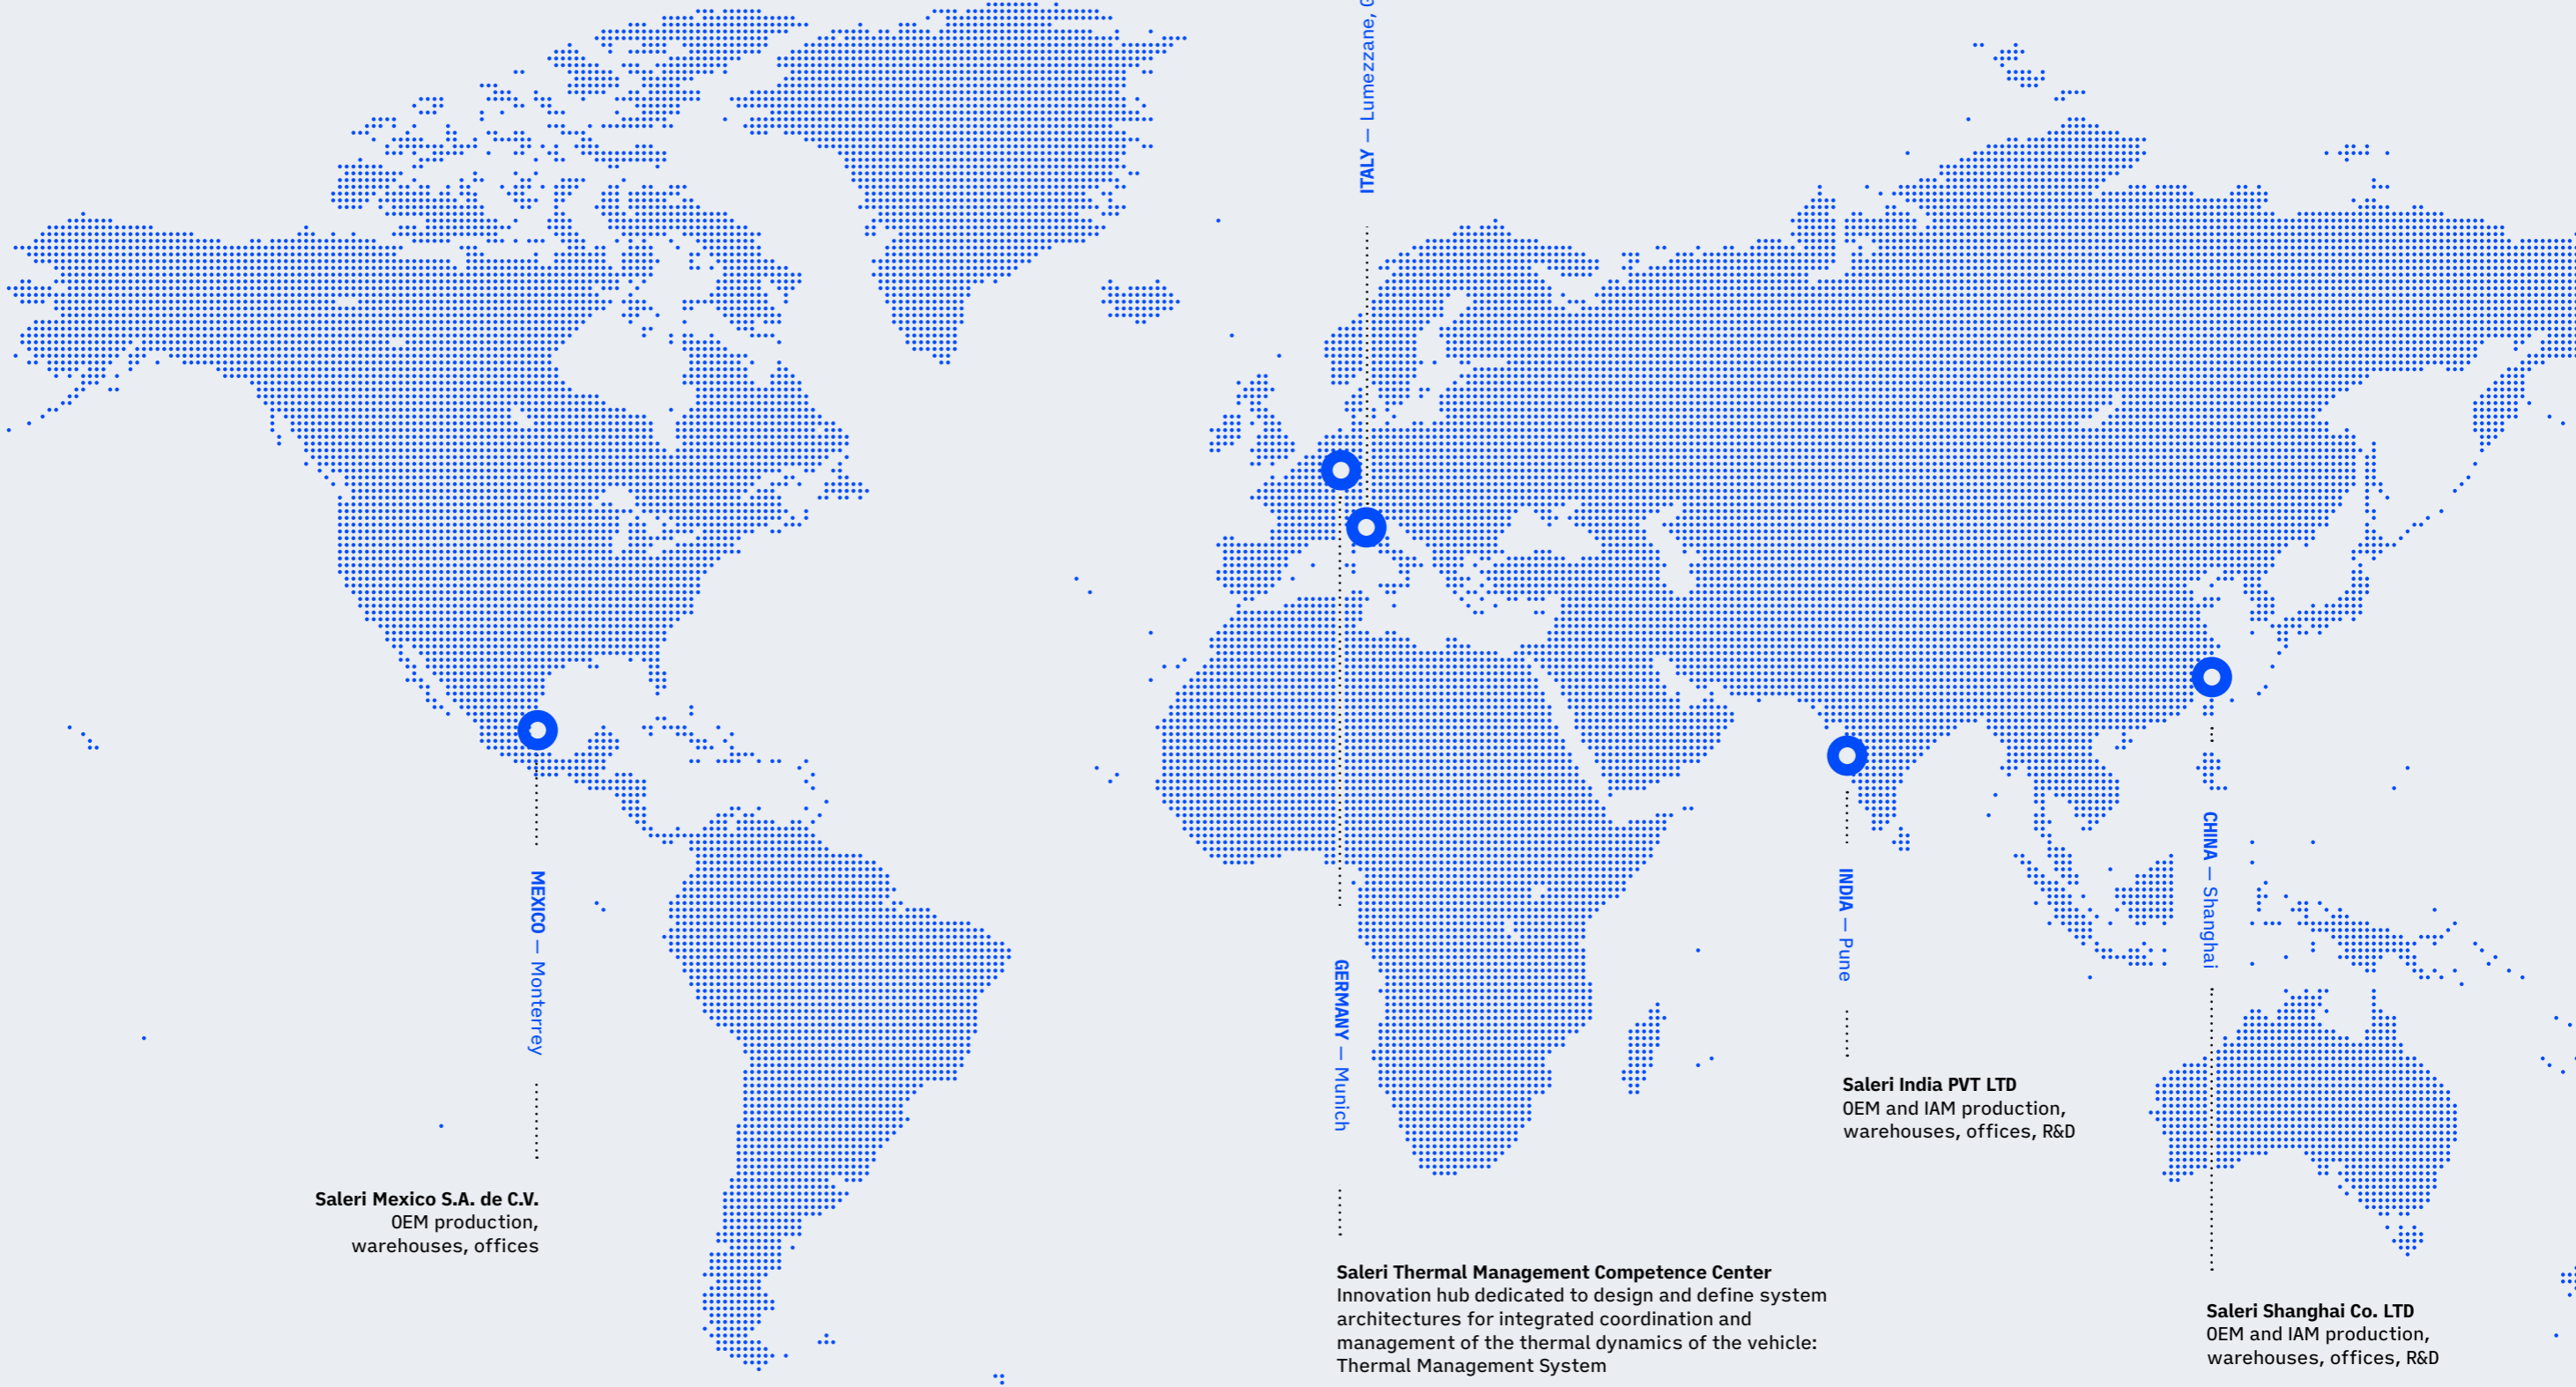 ITALY — Lumezzane,
MEXICO — Monterrey
Saleri Mexico S.A. de C.V.
OEM production,
warehouses, offices
GERMANY — Munich
Saleri Thermal Management Competence Center
Innovation hub dedicated to design and define system
architectures for integrated coordination and
management of the thermal dynamics of the vehicle:
Thermal Management System
INDIA — Pune
Saleri India PVT LTD
OEM and IAM production,
warehouses, offices, R&D
CHINA — Shanghai
Saleri Shanghai Co. LTD
OEM and IAM production,
warehouses, offices, R&D